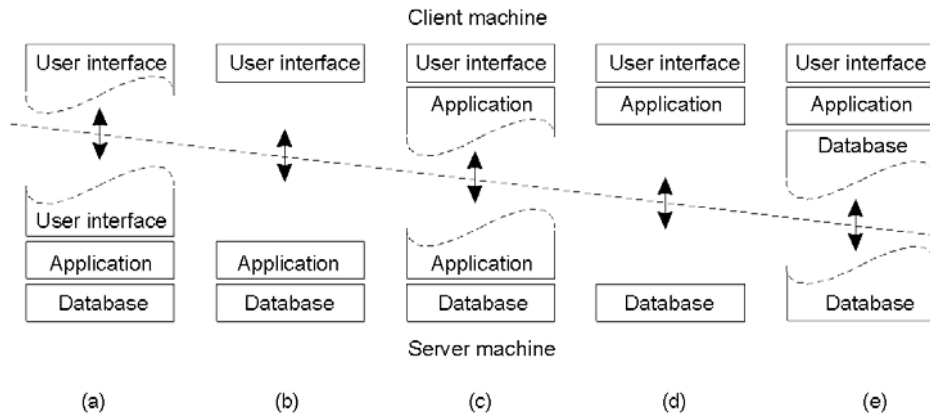 Client machine
User interface User interface User interface User interface User interface
Application Application Application
Database
User interface
Application Application Application Database
Database Database Database Database
Server machine
(a) (b) (c) (d) (e)